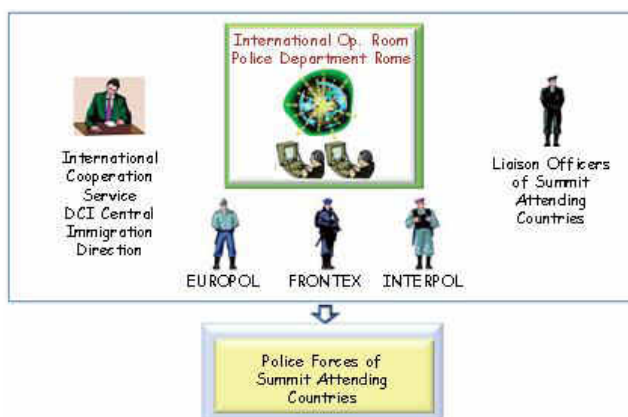 International Op. Room
Police Department Rome
International
Cooperation
Service
DCI Central
Immigration
Direction
Liaison Officers
of Summit
Attending
Countries
EUROPOL
FRONTEX
INTERPOL
Police Forces of
Summit Attending
Countries